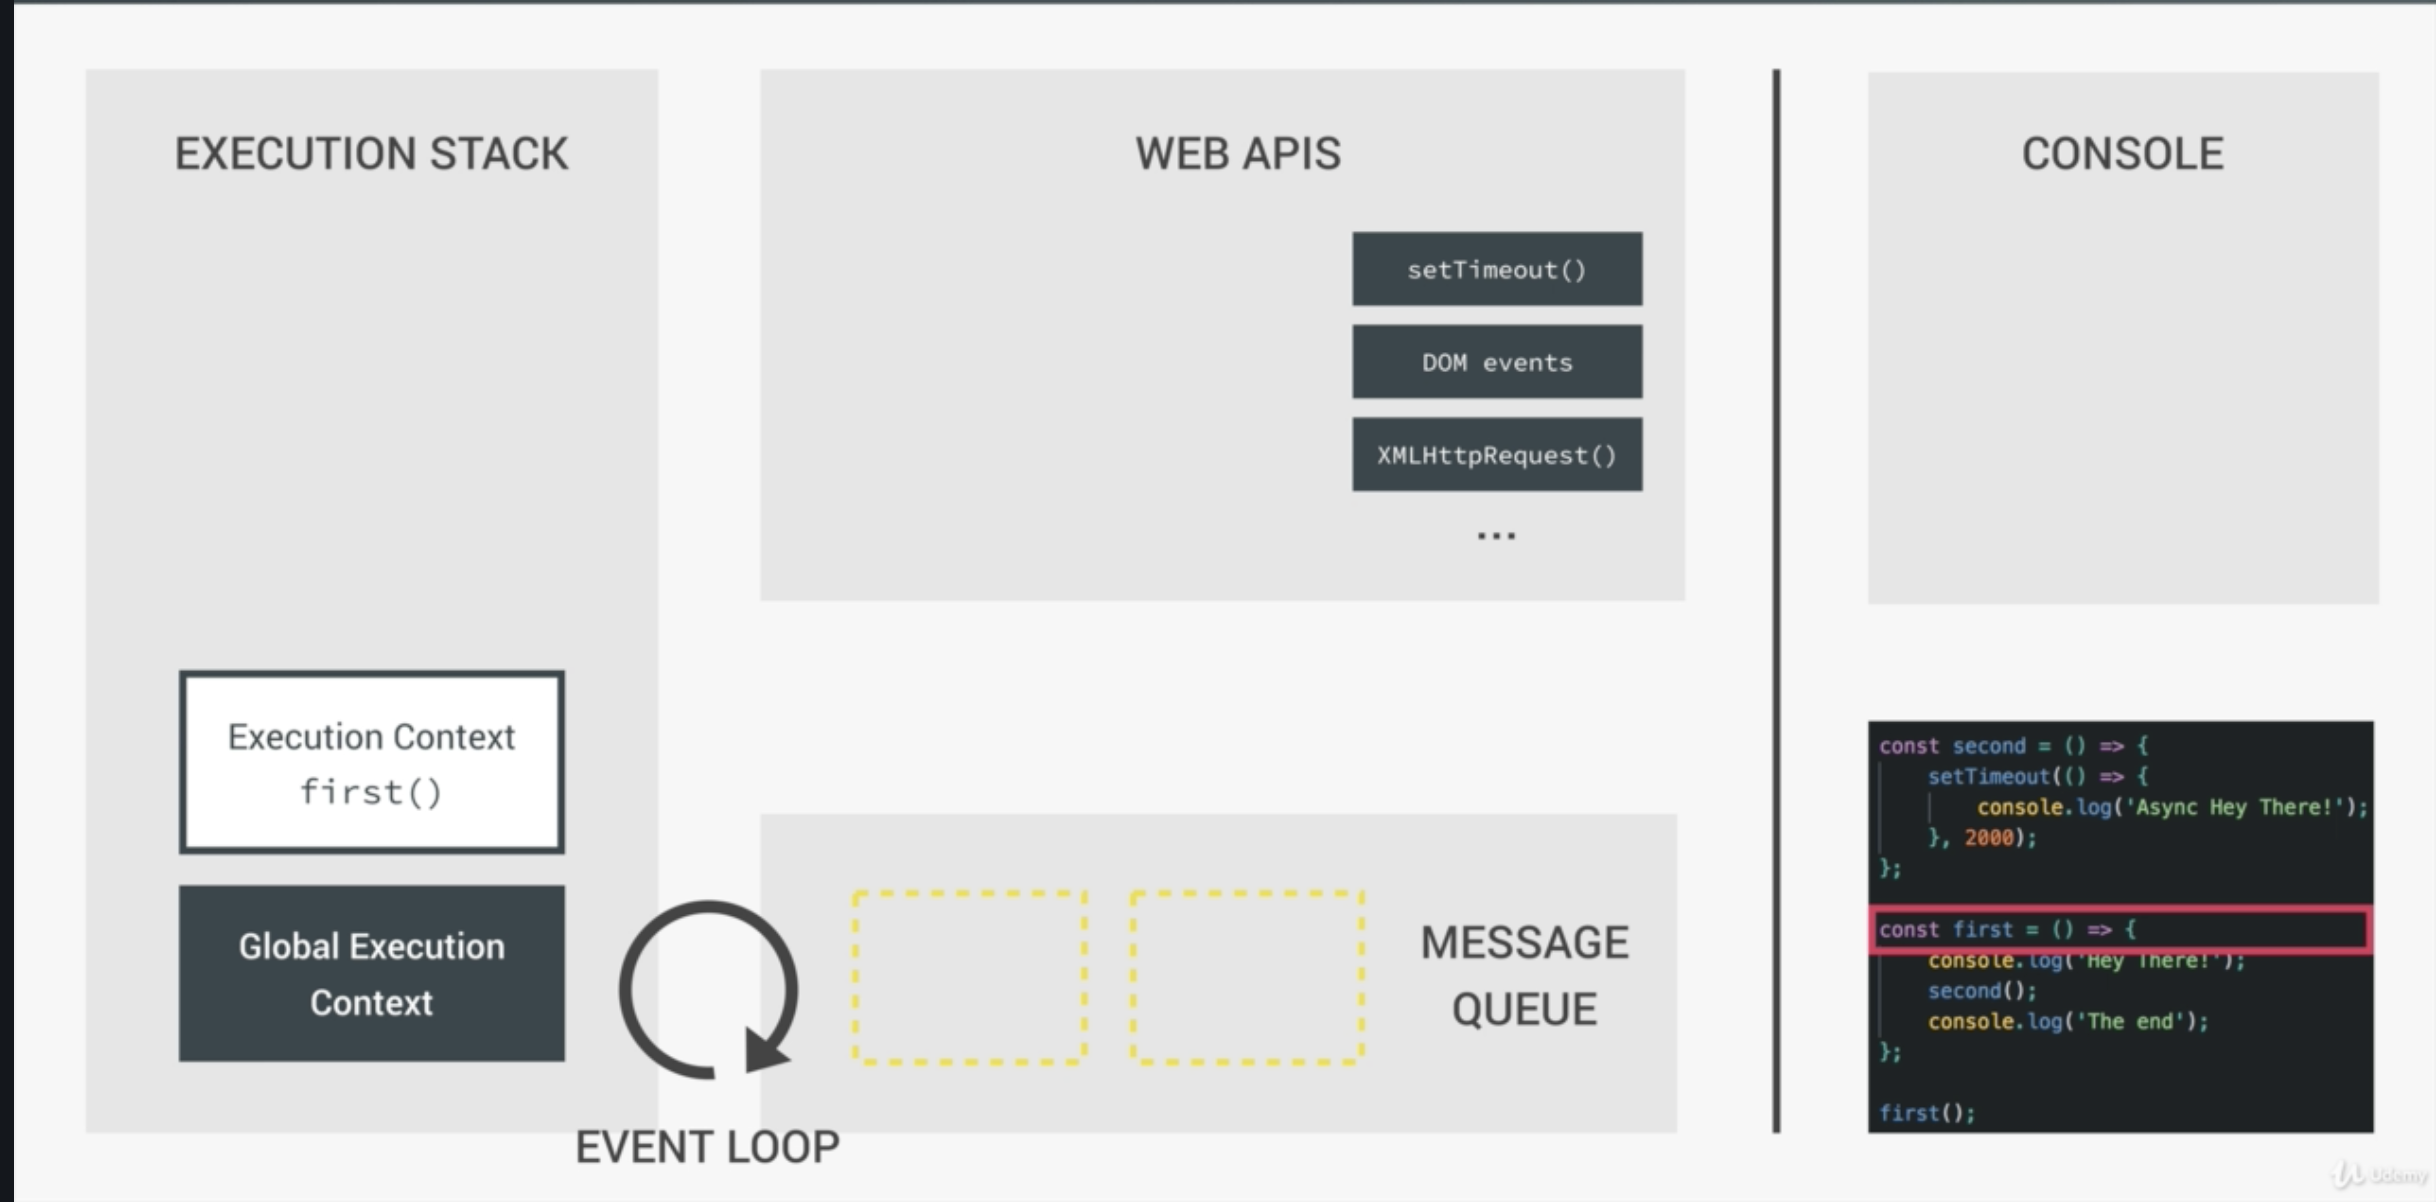 EXECUTION STACK
Execution Context
first()
Global Execution
Context
WEB APIS
setTimeout()
DOM events
XMLHttpRequest()
...
EVENT LOOP
MESSAGE
QUEUE
CONSOLE
const second = () => {
    setTimeout(() => {
        console.log('Async Hey There!');
    }, 2000);
};
const first = () => {
    console.log('Hey There!');
    second();
    console.log('The end');
};
first();
Udemy